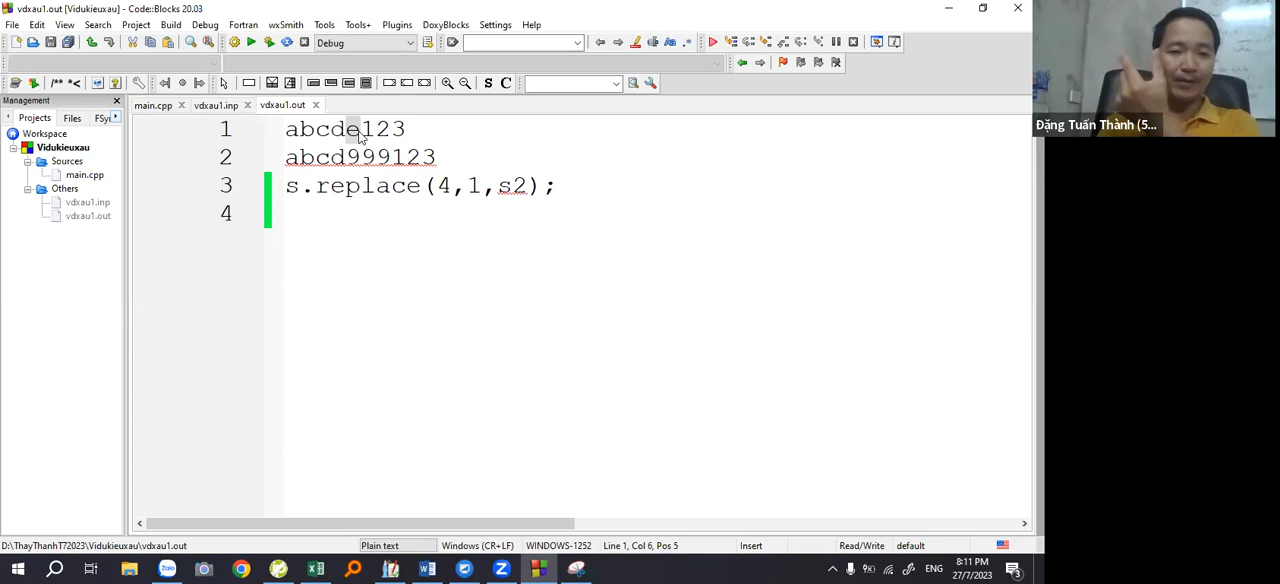 vdxau1.out [Vidukieuxau] - Code::Blocks 20.03
File Edit View Search Project Build Debug Fortran wxSmith Tools Tools+ Plugins DoxyBlocks Settings Help
Debug
/** *<
S C
Management
main.cpp vdxau1.inp vdxau1.out
Projects Files FSy
Workspace
Vidukieuxau
Sources
main.cpp
Others
vdxau1.inp
vdxau1.out
1 abcde123
2 abcd999123
3 s.replace(4,1,s2);
4
Đặng Tuấn Thành (5...
D:\ThayThanhT72023\Vidukieuxau\vdxau1.out Plain text Windows (CR+LF) WINDOWS-1252 Line 1, Col 6, Pos 5 Insert Read/Write default
Zalo
ENG
8:11 PM
27/7/2023
3